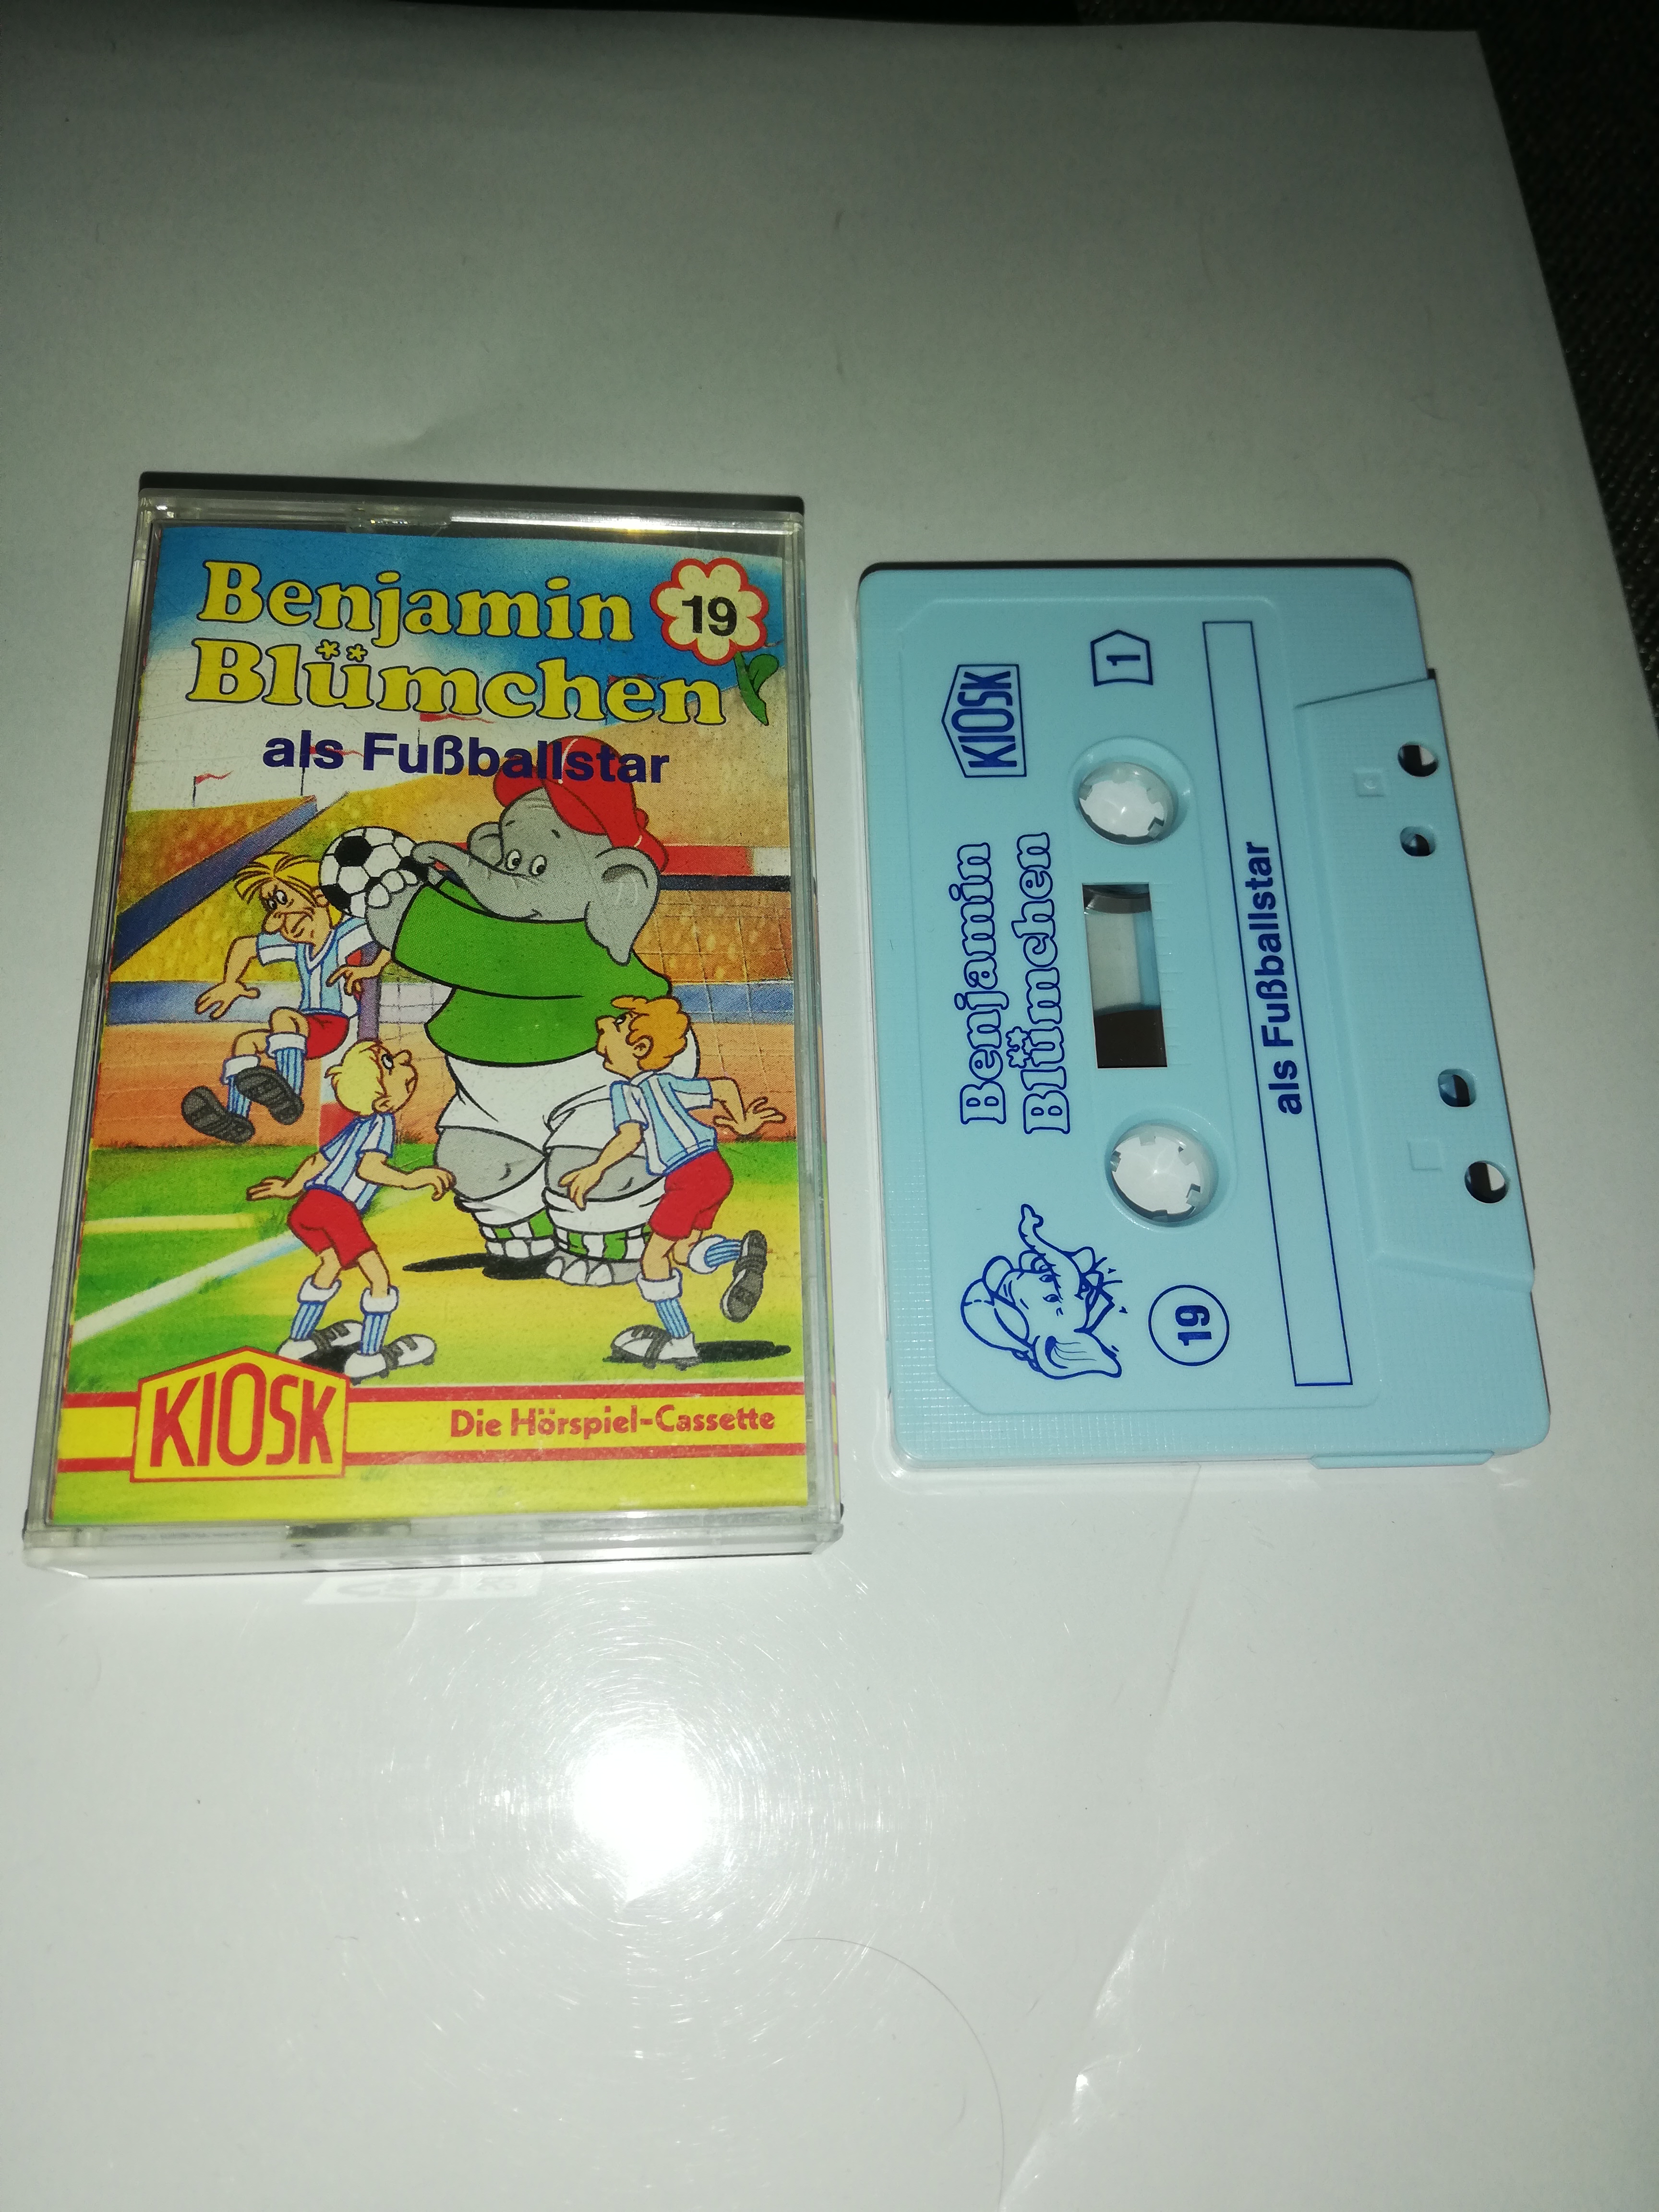 Benjamin
Blümchen
19
als Fußballstar
KIOSK
Die Hörspiel-Cassette
KIOSK
1
Benjamin
Blümchen
19
als Fußballstar